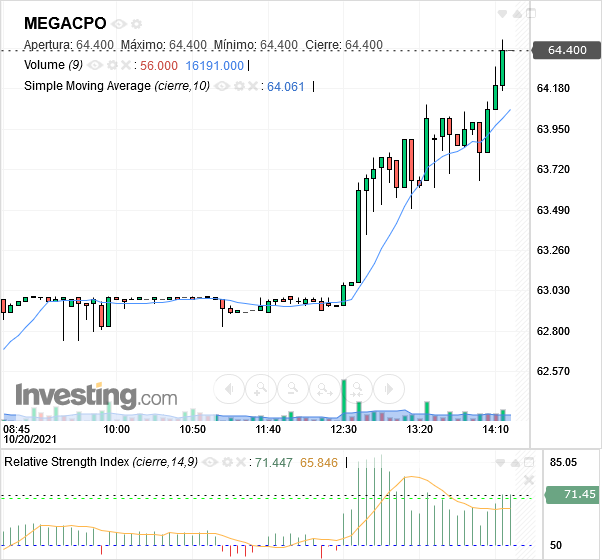 MEGACPO
Apertura: 64.400 Máximo: 64.400 Mínimo: 64.400 Cierre: 64.400
64.400
Volume (9) : 56.000 16191.000
Simple Moving Average (cierre,10) : 64.061
64.180
63.950
63.720
63.490
63.260
63.030
62.800
62.570
Investing.com
08:45 10:00 10:50 11:40 12:30 13:20 14:10
10/20/2021
Relative Strength Index (cierre,14,9) : 71.447 65.846
85.05
71.45
50